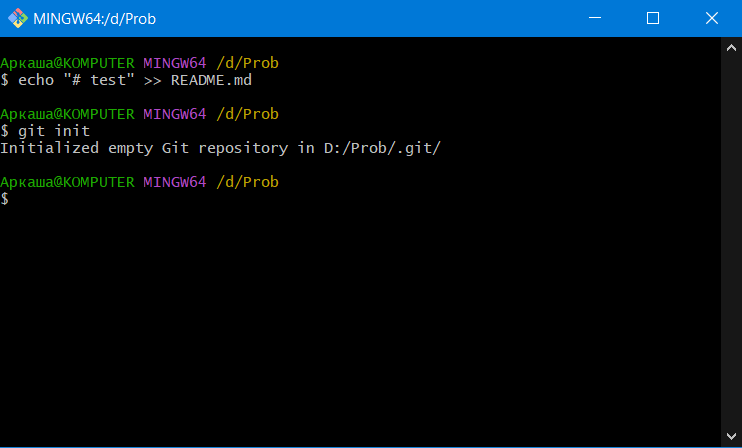 MINGW64:/d/Prob
Аркаша@KOMPUTER MINGW64 /d/Prob
$ echo "# test" >> README.md
Аркаша@KOMPUTER MINGW64 /d/Prob
$ git init
Initialized empty Git repository in D:/Prob/.git/
Аркаша@KOMPUTER MINGW64 /d/Prob
$